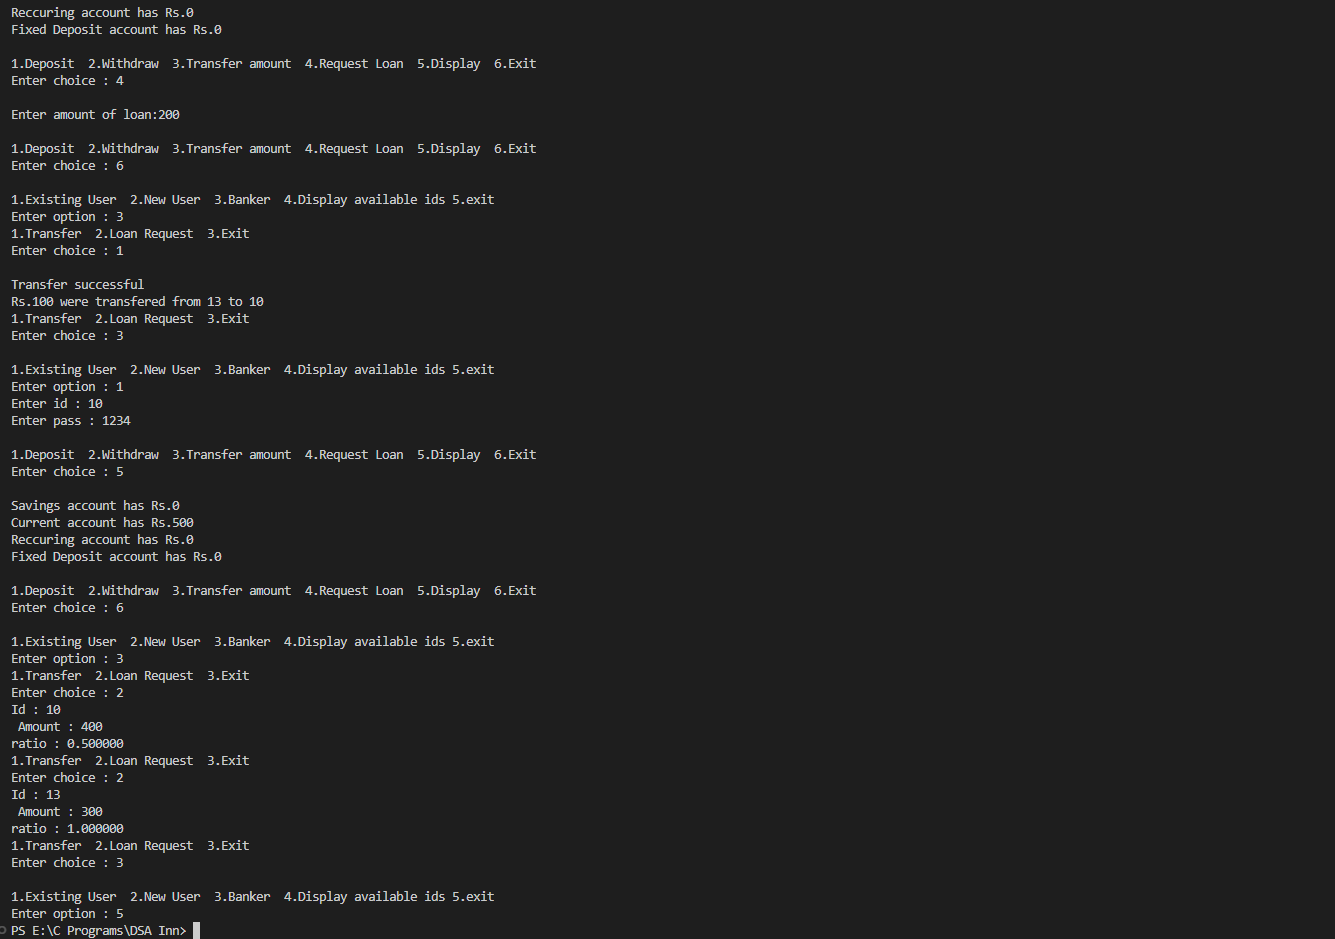 Reccuring account has Rs.0
Fixed Deposit account has Rs.0
1.Deposit  2.Withdraw  3.Transfer amount  4.Request Loan  5.Display  6.Exit
Enter choice : 4
Enter amount of loan:200
1.Deposit  2.Withdraw  3.Transfer amount  4.Request Loan  5.Display  6.Exit
Enter choice : 6
1.Existing User  2.New User  3.Banker  4.Display available ids 5.exit
Enter option : 3
1.Transfer  2.Loan Request  3.Exit
Enter choice : 1
Transfer successful
Rs.100 were transfered from 13 to 10
1.Transfer  2.Loan Request  3.Exit
Enter choice : 3
1.Existing User  2.New User  3.Banker  4.Display available ids 5.exit
Enter option : 1
Enter id : 10
Enter pass : 1234
1.Deposit  2.Withdraw  3.Transfer amount  4.Request Loan  5.Display  6.Exit
Enter choice : 5
Savings account has Rs.0
Current account has Rs.500
Reccuring account has Rs.0
Fixed Deposit account has Rs.0
1.Deposit  2.Withdraw  3.Transfer amount  4.Request Loan  5.Display  6.Exit
Enter choice : 6
1.Existing User  2.New User  3.Banker  4.Display available ids 5.exit
Enter option : 3
1.Transfer  2.Loan Request  3.Exit
Enter choice : 2
Id : 10
 Amount : 400
ratio : 0.500000
1.Transfer  2.Loan Request  3.Exit
Enter choice : 2
Id : 13
 Amount : 300
ratio : 1.000000
1.Transfer  2.Loan Request  3.Exit
Enter choice : 3
1.Existing User  2.New User  3.Banker  4.Display available ids 5.exit
Enter option : 5
PS E:\C Programs\DSA Inn>